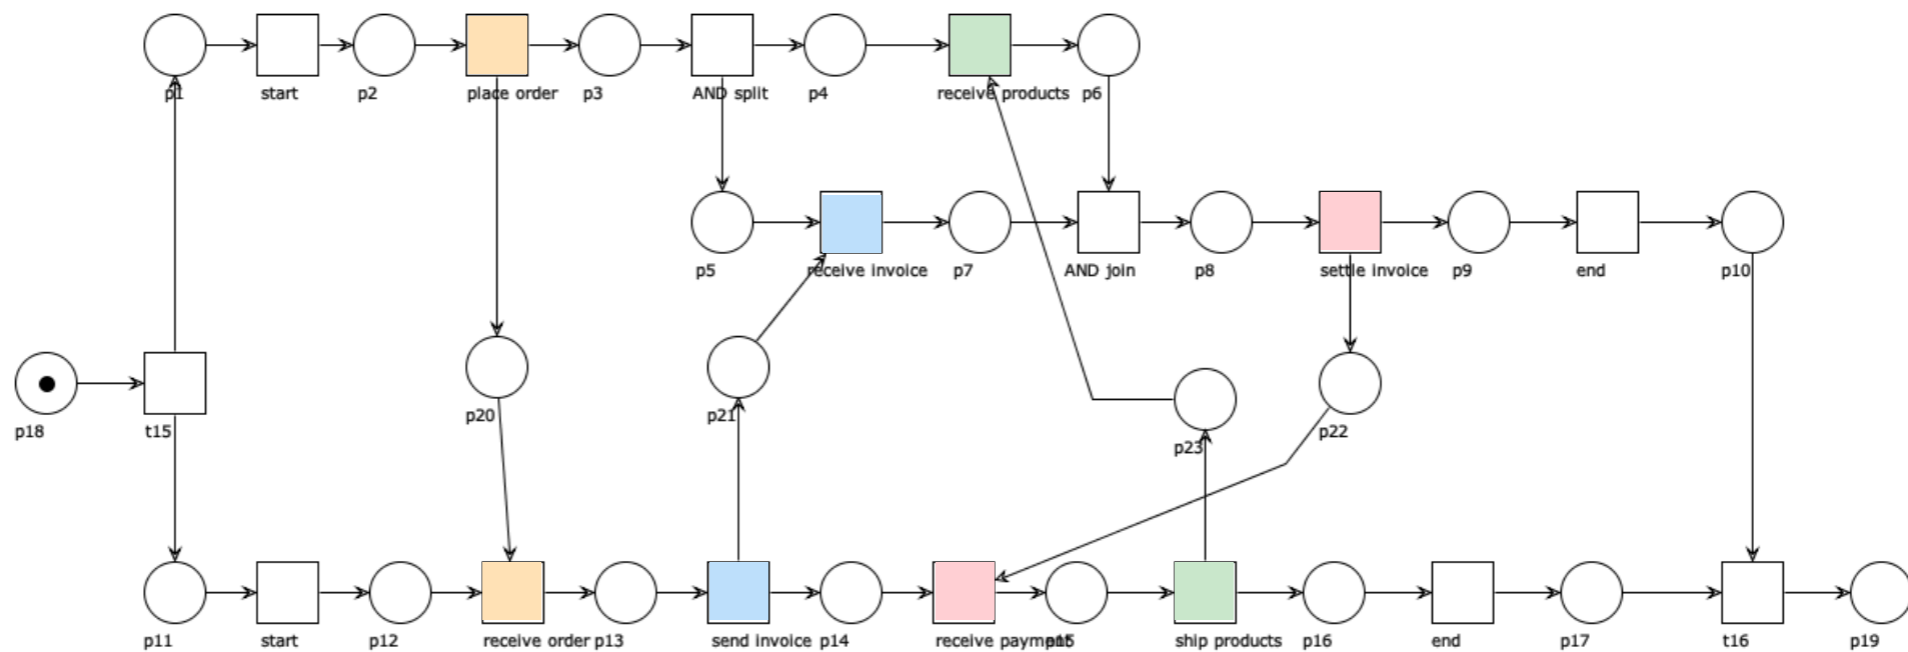 p1
start
p2
place order
p3
AND split
p4
receive products
p6
p5
receive invoice
p7
AND join
p8
settle invoice
p9
end
p10
p18
t15
p20
p21
p23
p22
p11
start
p12
receive order
p13
send invoice
p14
receive payment
p15
ship products
p16
end
p17
t16
p19